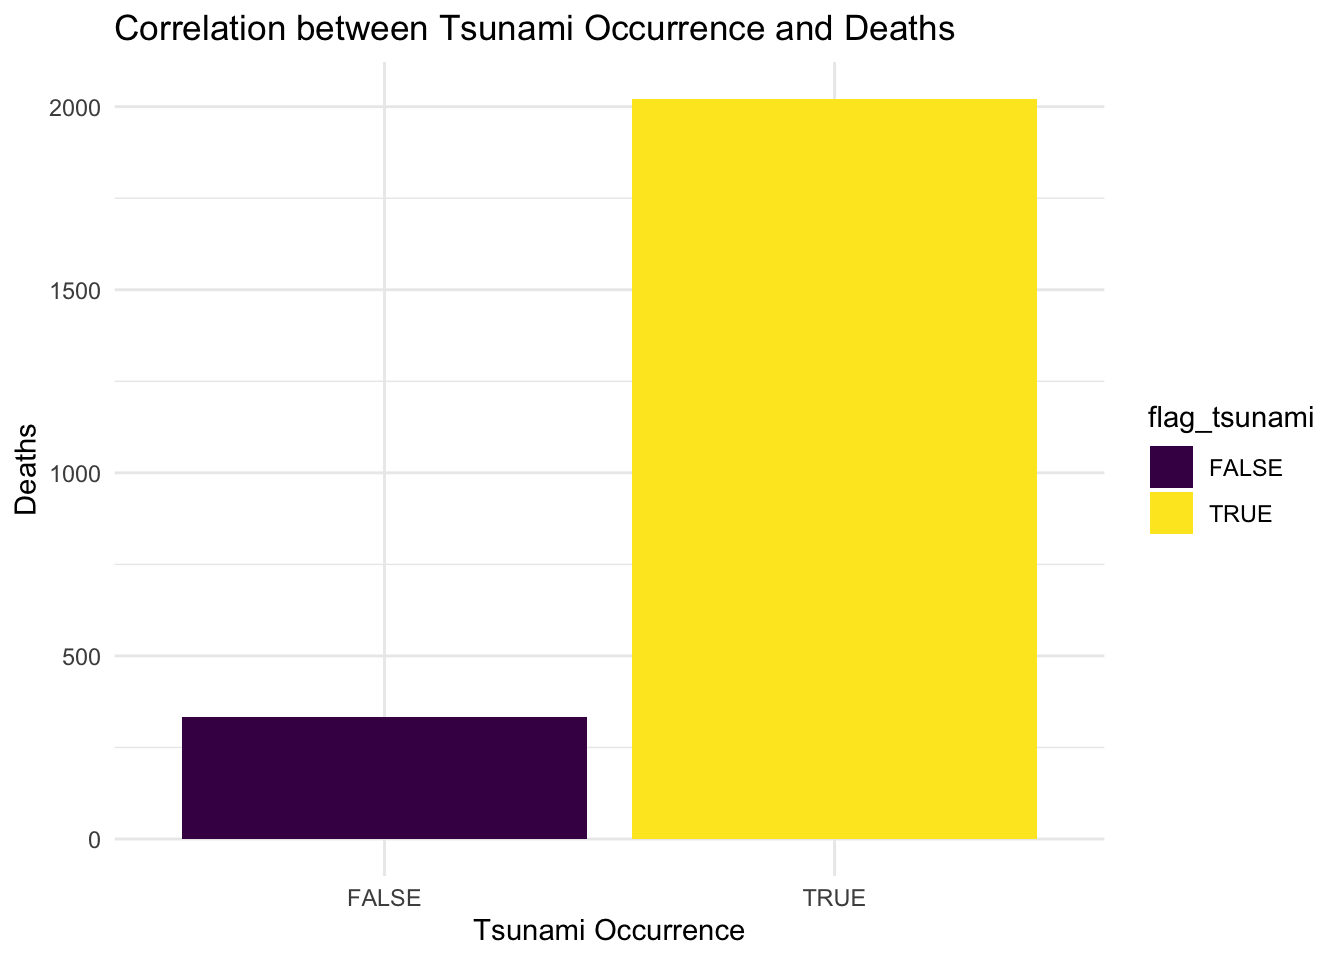 Correlation between Tsunami Occurrence and Deaths
2000
1500
1000
500
0
Deaths
FALSE
TRUE
Tsunami Occurrence
flag_tsunami
FALSE
TRUE